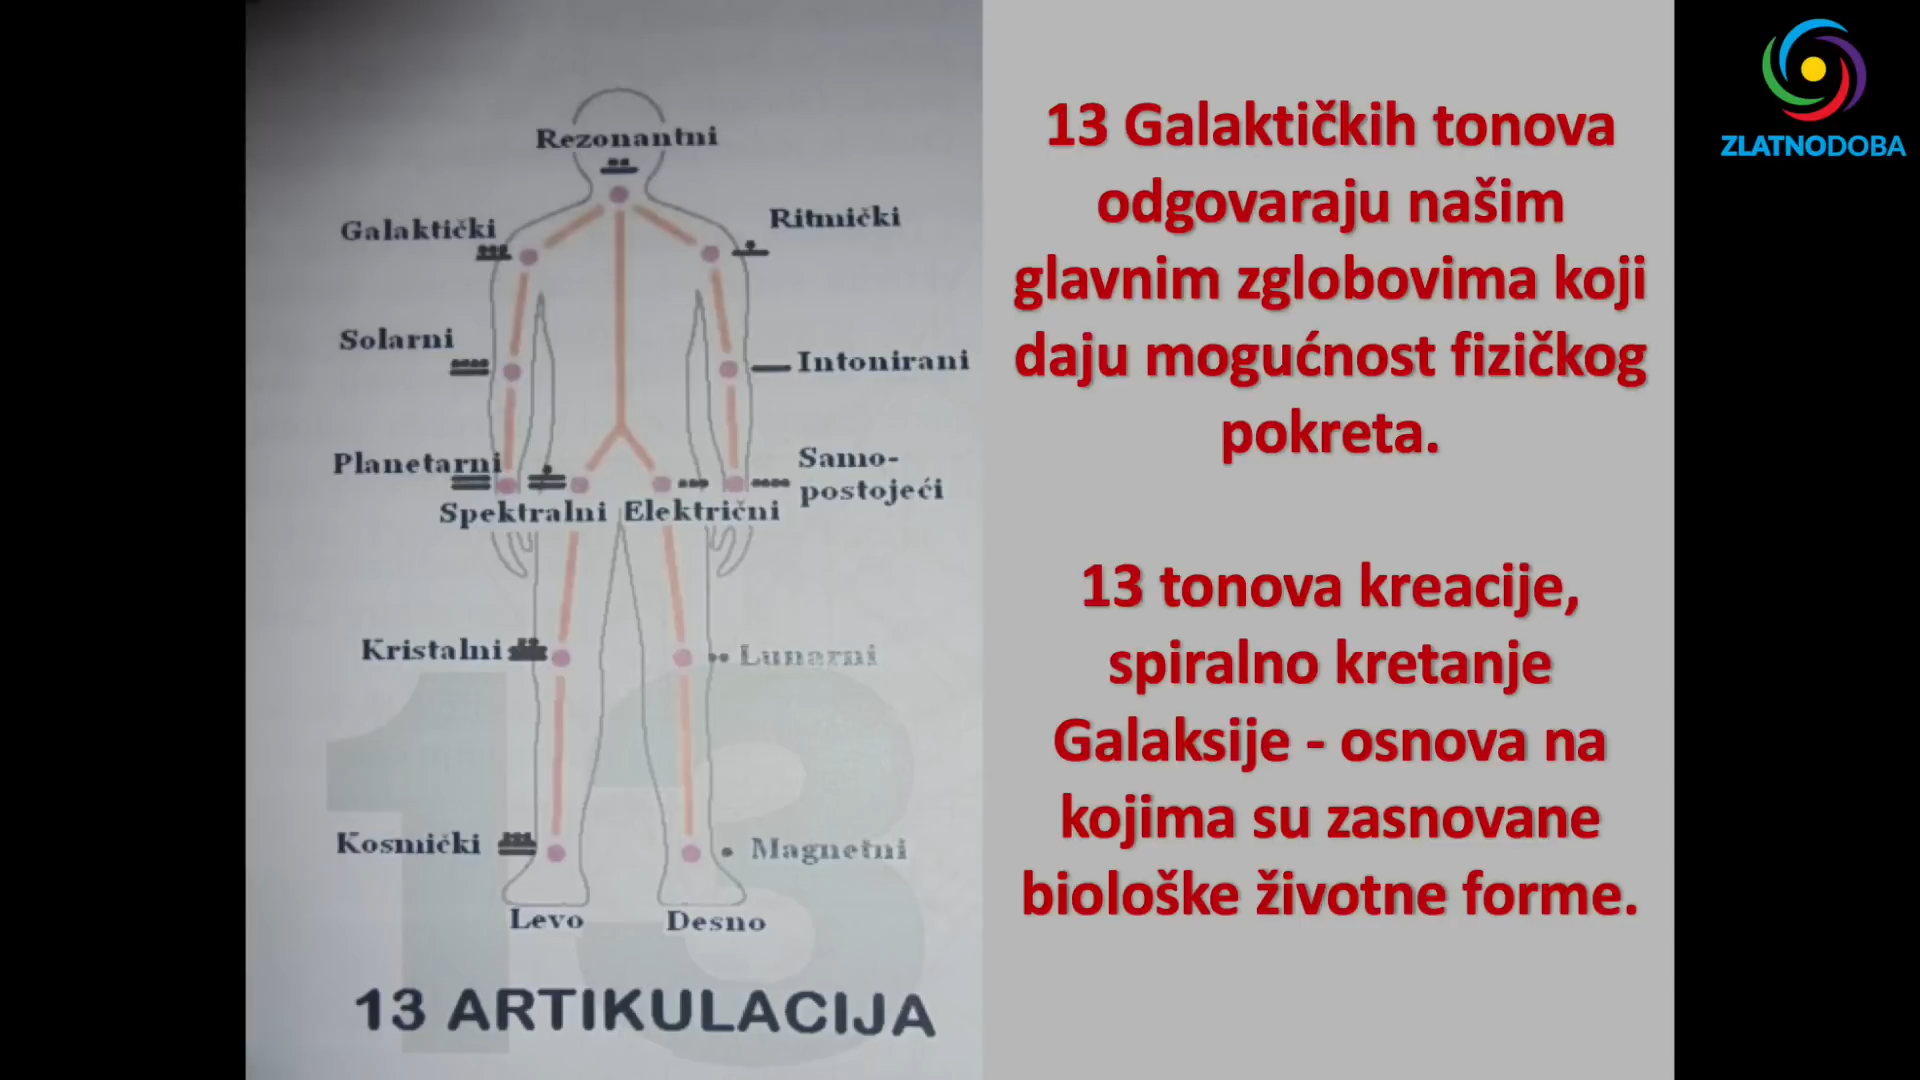 Rezonantni
Galaktički
Ritmički
Solarni
Intonirani
Planetarni
Samo-
postojeći
Spektralni
Električni
Kristalni
Lunarni
Kosmički
Magnetni
Levo
Desno
13
13 ARTIKULACIJA
13 Galaktičkih tonova
odgovaraju našim
glavnim zglobovima koji
daju mogućnost fizičkog
pokreta.
13 tonova kreacije,
spiralno kretanje
Galaksije - osnova na
kojima su zasnovane
biološke životne forme.
ZLATNODOBA